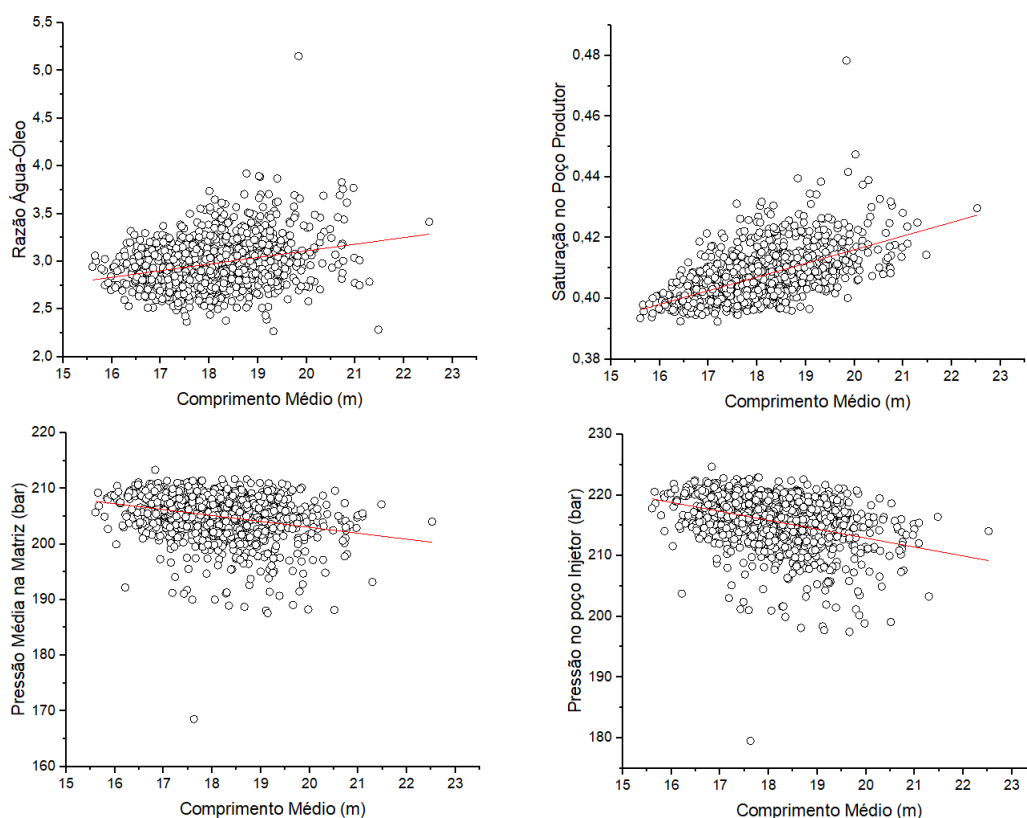 5,5
5,0
4,5
4,0
3,5
3,0
2,5
2,0
Razão Água-Óleo
15 16 17 18 19 20 21 22 23
Comprimento Médio (m)
0,48
0,46
0,44
0,42
0,40
0,38
Saturação no Poço Produtor
15 16 17 18 19 20 21 22 23
Comprimento Médio (m)
220
210
200
190
180
170
160
Pressão Média na Matriz (bar)
15 16 17 18 19 20 21 22 23
Comprimento Médio (m)
230
220
210
200
190
180
Pressão no poço Injetor (bar)
15 16 17 18 19 20 21 22 23
Comprimento Médio (m)